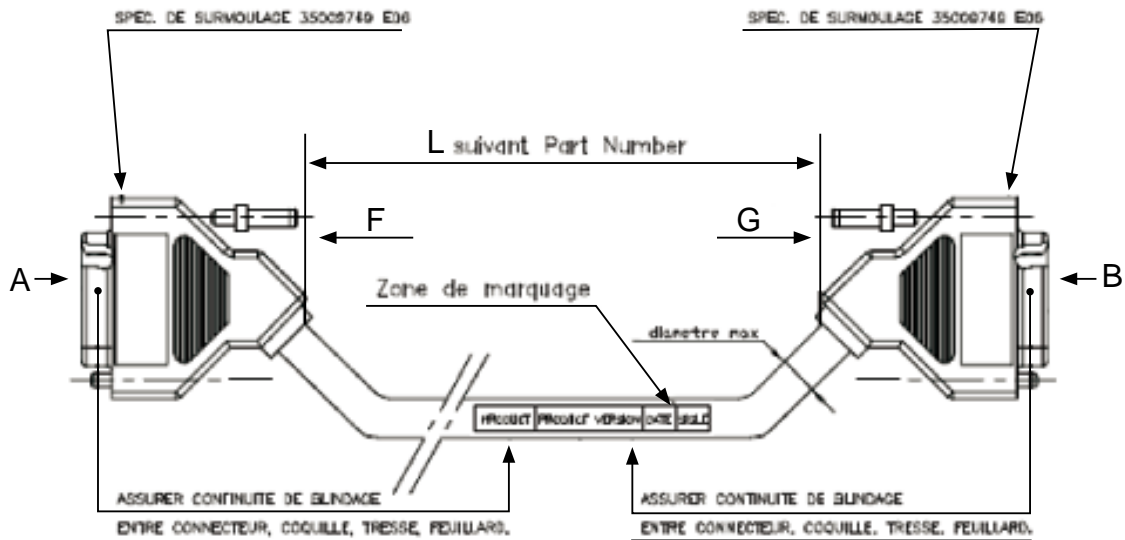 SPEC. DE SURMOULAGE 35009749 E06
SPEC. DE SURMOULAGE 35009749 E06
L suivant Part Number
F
G
A
B
Zone de marquage
diametre max
PRODUCT PRODUCT VERSION DATE SIGLE
ASSURER CONTINUITE DE BLINDAGE
ENTRE CONNECTEUR, COQUILLE, TRESSE, FEUILLARD.
ASSURER CONTINUITE DE BLINDAGE
ENTRE CONNECTEUR, COQUILLE, TRESSE, FEUILLARD.